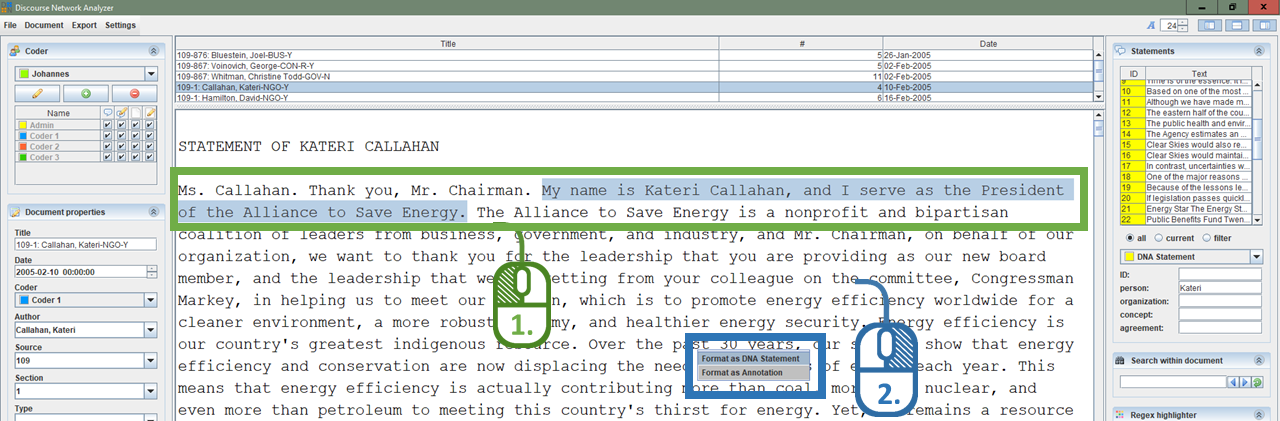 Discourse Network Analyzer
File Document Export Settings
A 24
Coder
Johannes
Name
Admin
Coder 1
Coder 2
Coder 3
Document properties
Title
109-1: Callahan, Kateri-NGO-Y
Date
2005-02-10 00:00:00
Coder
Coder 1
Author
Callahan, Kateri
Source
109
Section
1
Type
Title # Date
109-876: Bluestein, Joel-BUS-Y 5 26-Jan-2005
109-867: Voinovich, George-CON-R-Y 5 02-Feb-2005
109-867: Whitman, Christine Todd-GOV-N 11 02-Feb-2005
109-1: Callahan, Kateri-NGO-Y 4 10-Feb-2005
109-1: Hamilton, David-NGO-Y 6 16-Feb-2005
STATEMENT OF KATERI CALLAHAN
Ms. Callahan. Thank you, Mr. Chairman. My name is Kateri Callahan, and I serve as the President
of the Alliance to Save Energy. The Alliance to Save Energy is a nonprofit and bipartisan
coalition of leaders from business, government, and industry, and Mr. Chairman, on behalf of our
organization, we want to thank you for the leadership that you are providing as our new board
member, and the leadership that we etting from your colleague on the committee, Congressman
Markey, in helping us to meet our n, which is to promote energy efficiency worldwide for a
cleaner environment, a more robust my, and healthier energy security. Energy efficiency is
our country's greatest indigenous resource. Over the past 30 years, our s show that energy
efficiency and conservation are now displacing the need of e each year. This
means that energy efficiency is actually contributing more than coal, mor nuclear, and
even more than petroleum to meeting this country's thirst for energy. Yet, remains a resource
1.
2.
Format as DNA Statement
Format as Annotation
Statements
ID Text
9 Time is of the essence. It i...
10 Based on one of the most ...
11 Although we have made m...
12 The eastern half of the cou...
13 The public health and envir...
14 The Agency estimates an ...
15 Clear Skies would also re...
16 Clear Skies would maintai...
17 In contrast, uncertainties w...
18 One of the major reasons ...
19 Because of the lessons le...
20 If legislation passes quickl...
21 Energy Star The Energy St...
22 Public Benefits Fund Twen...
all current filter
DNA Statement
ID:
person: Kateri
organization:
concept:
agreement:
Search within document
Regex highlighter